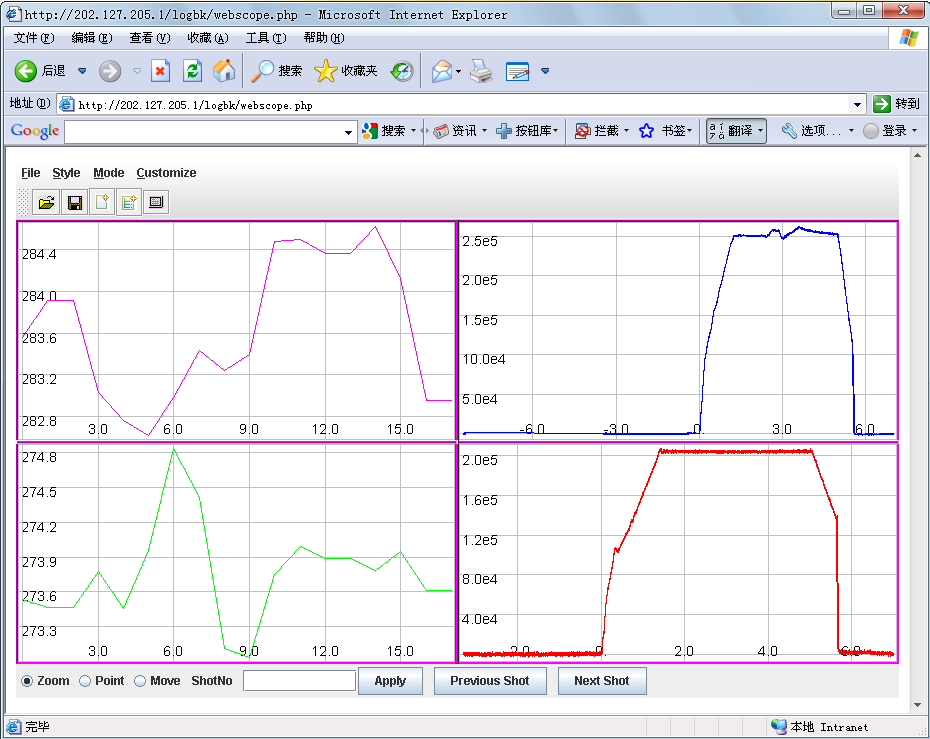 http://202.127.205.1/logbk/webscope.php - Microsoft Internet Explorer
文件(F) 编辑(E) 查看(V) 收藏(A) 工具(T) 帮助(H)
后退 搜索 收藏夹
地址(D) http://202.127.205.1/logbk/webscope.php 转到
Google 搜索 资讯 按钮库 拦截 书签 翻译 选项... 登录
File Style Mode Customize
284.4
284.0
283.6
283.2
282.8
3.0 6.0 9.0 12.0 15.0
2.5e5
2.0e5
1.5e5
10.0e4
5.0e4
-6.0 -3.0 0. 3.0 6.0
274.8
274.5
274.2
273.9
273.6
273.3
3.0 6.0 9.0 12.0 15.0
2.0e5
1.6e5
1.2e5
8.0e4
4.0e4
-2.0 0. 2.0 4.0 6.0
Zoom Point Move ShotNo Apply Previous Shot Next Shot
完毕 本地 Intranet